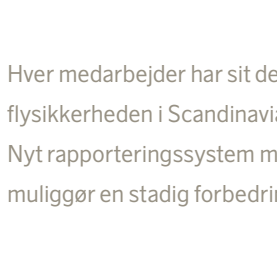 Hver medarbejder har sit
flysikkerheden i
Nyt rapporteringssystem
muliggør en stadig